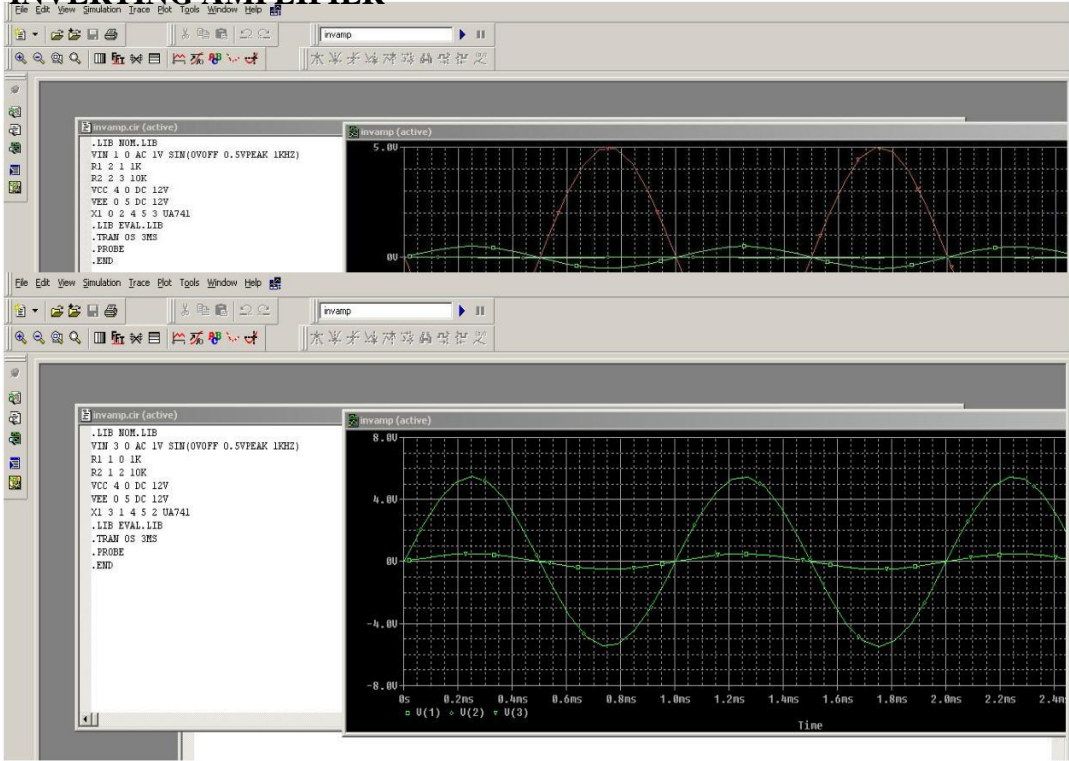 INVERTING AMPLIFIER
File Edit View Simulation Trace Plot Tools Window Help
invamp
invamp.cir (active)
.LIB NOM.LIB
VIN 1 0 AC 1V SIN(0VOFF 0.5VPEAK 1KHZ)
R1 2 1 1K
R2 2 3 10K
VCC 4 0 DC 12V
VEE 0 5 DC 12V
X1 0 2 4 5 3 UA741
.LIB EVAL.LIB
.TRAN 0S 3MS
.PROBE
.END
invamp (active)
5.0V
0V
File Edit View Simulation Trace Plot Tools Window Help
invamp
invamp.cir (active)
.LIB NOM.LIB
VIN 3 0 AC 1V SIN(0VOFF 0.5VPEAK 1KHZ)
R1 1 0 1K
R2 1 2 10K
VCC 4 0 DC 12V
VEE 0 5 DC 12V
X1 3 1 4 5 2 UA741
.LIB EVAL.LIB
.TRAN 0S 3MS
.PROBE
.END
invamp (active)
8.0V
4.0V
0V
-4.0V
-8.0V
0s 0.2ms 0.4ms 0.6ms 0.8ms 1.0ms 1.2ms 1.4ms 1.6ms 1.8ms 2.0ms 2.2ms 2.4m
V(1) V(2) V(3)
Time